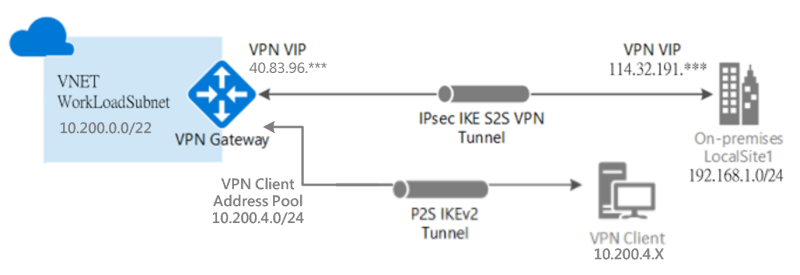 VPN VIP
40.83.96.***
VPN VIP
114.32.191.***
VNET
WorkLoadSubnet
10.200.0.0/22
VPN Gateway
IPsec IKE S2S VPN
Tunnel
On-premises
LocalSite1
192.168.1.0/24
VPN Client
Address Pool
10.200.4.0/24
P2S IKEv2
Tunnel
VPN Client
10.200.4.X